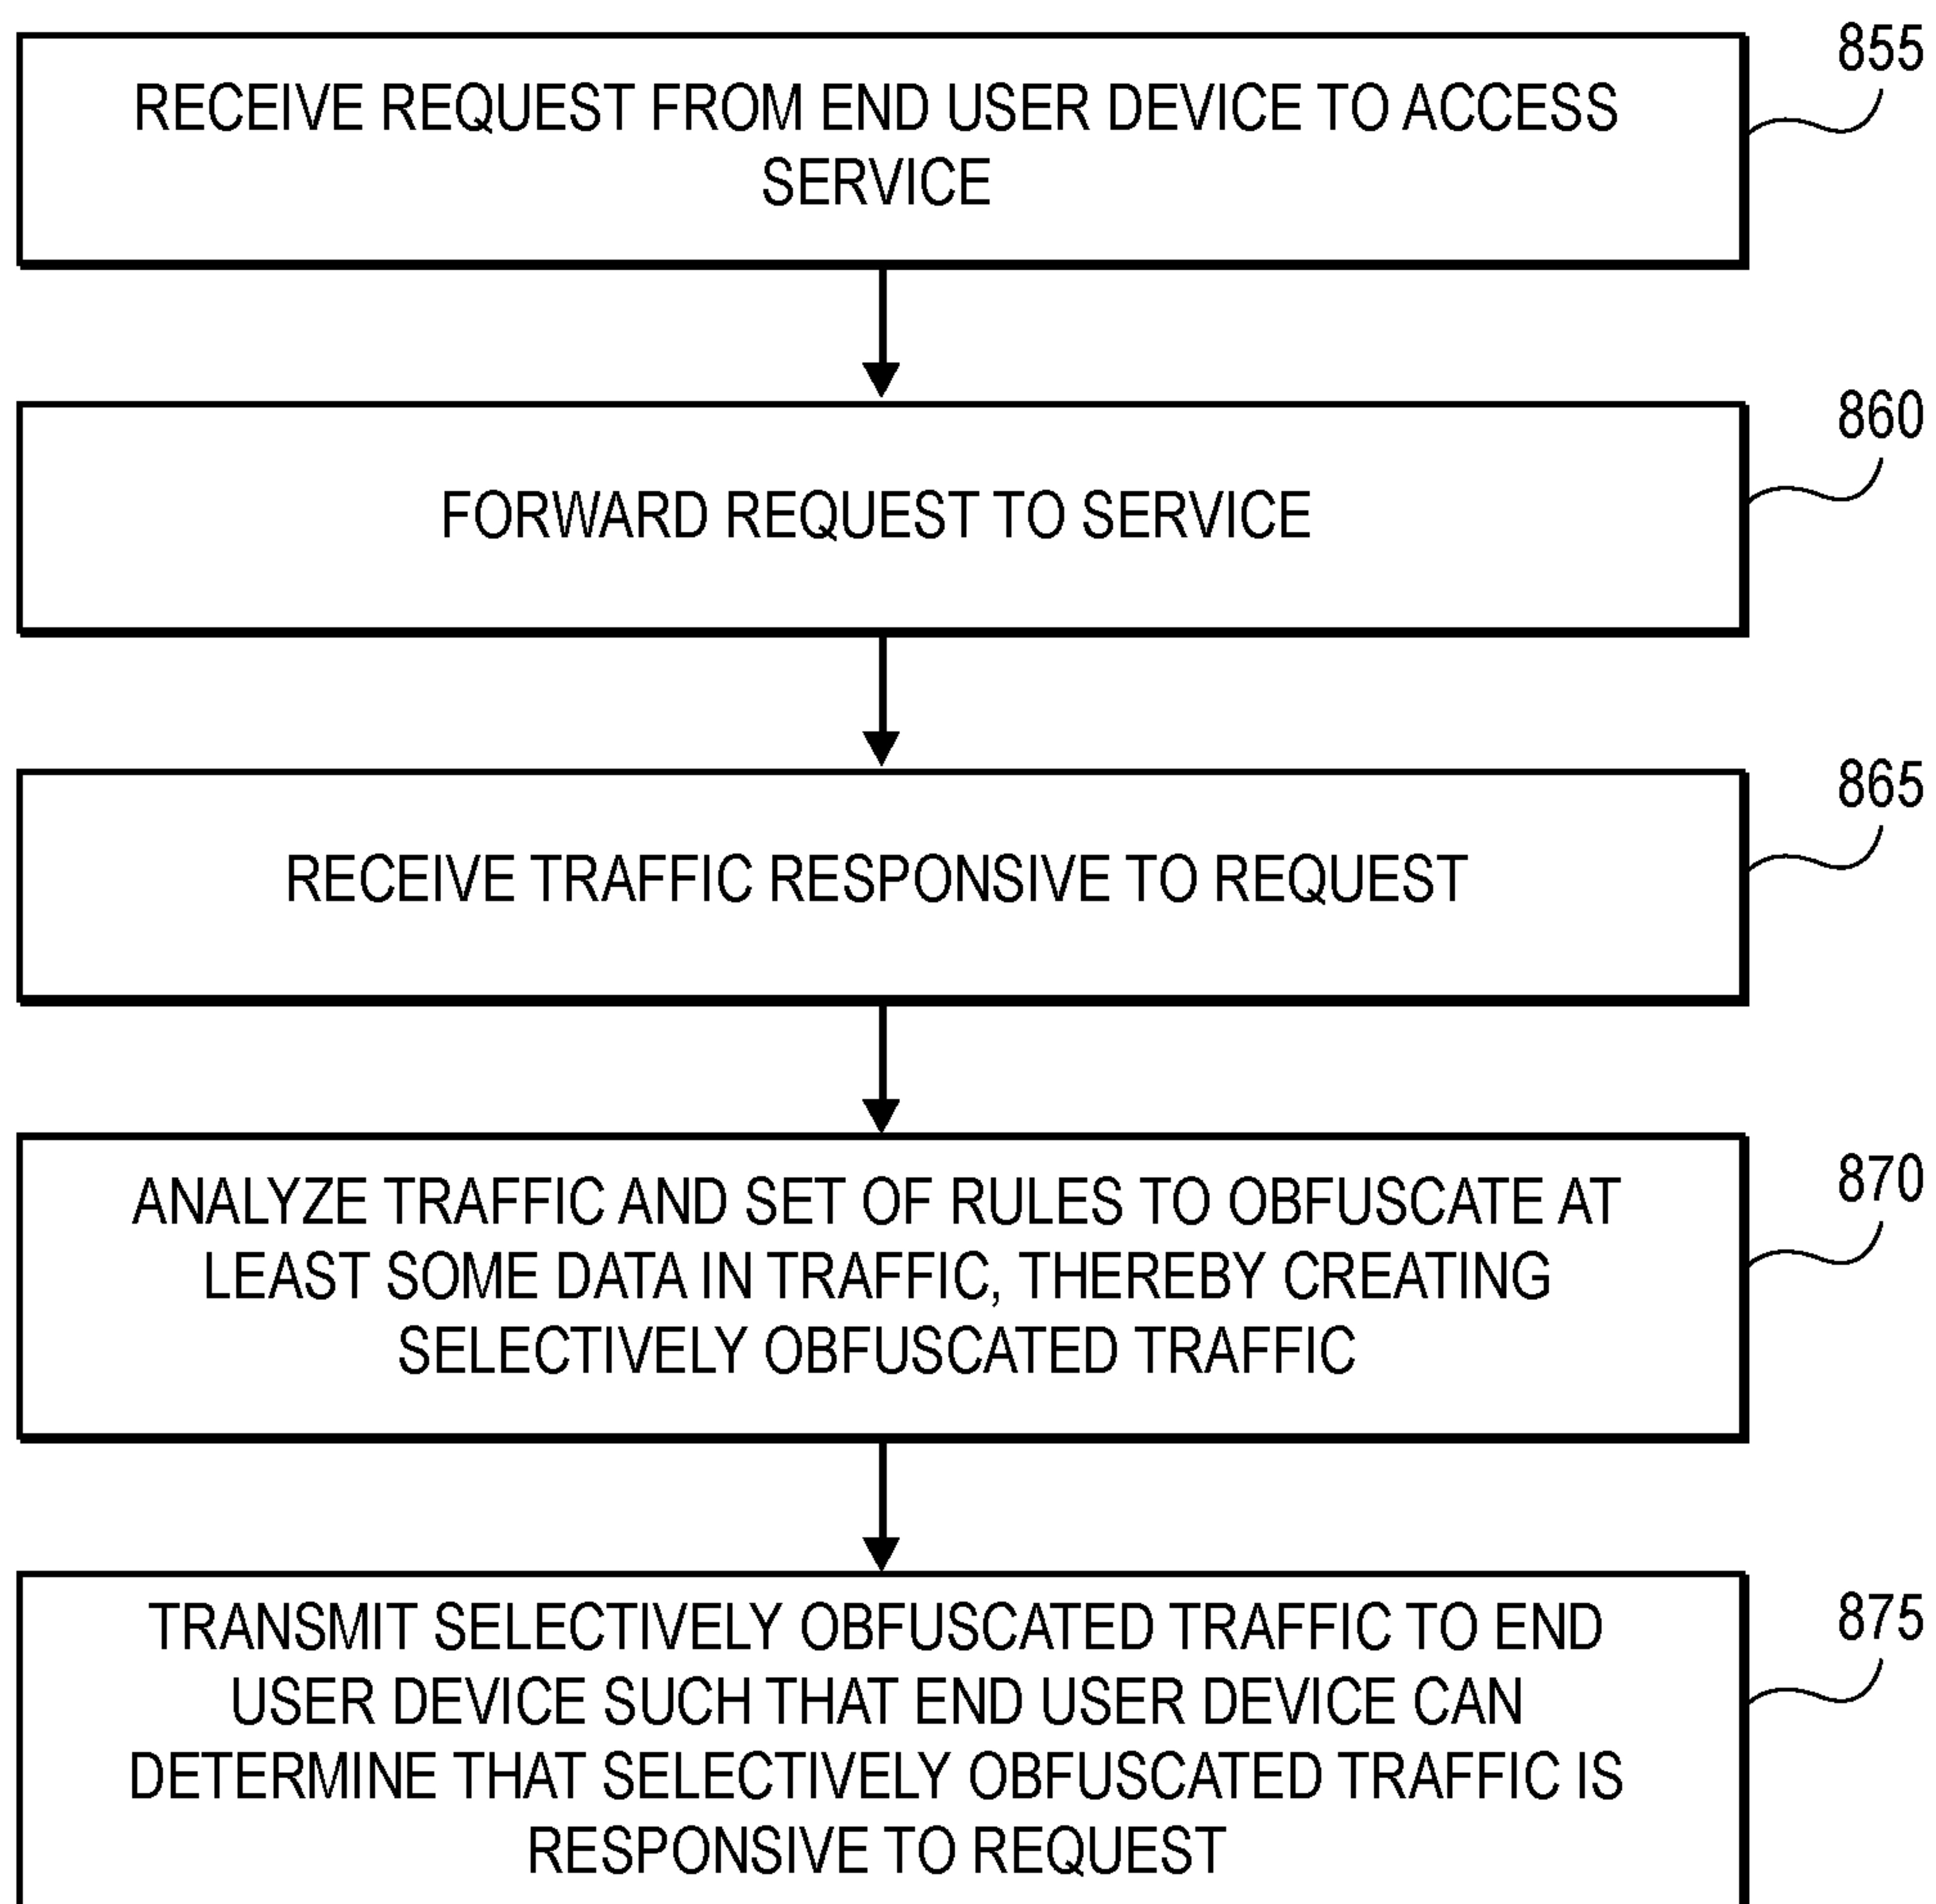 855
RECEIVE REQUEST FROM END USER DEVICE TO ACCESS
SERVICE
860
FORWARD REQUEST TO SERVICE
865
RECEIVE TRAFFIC RESPONSIVE TO REQUEST
870
ANALYZE TRAFFIC AND SET OF RULES TO OBFUSCATE AT
LEAST SOME DATA IN TRAFFIC, THEREBY CREATING
SELECTIVELY OBFUSCATED TRAFFIC
875
TRANSMIT SELECTIVELY OBFUSCATED TRAFFIC TO END
USER DEVICE SUCH THAT END USER DEVICE CAN
DETERMINE THAT SELECTIVELY OBFUSCATED TRAFFIC IS
RESPONSIVE TO REQUEST